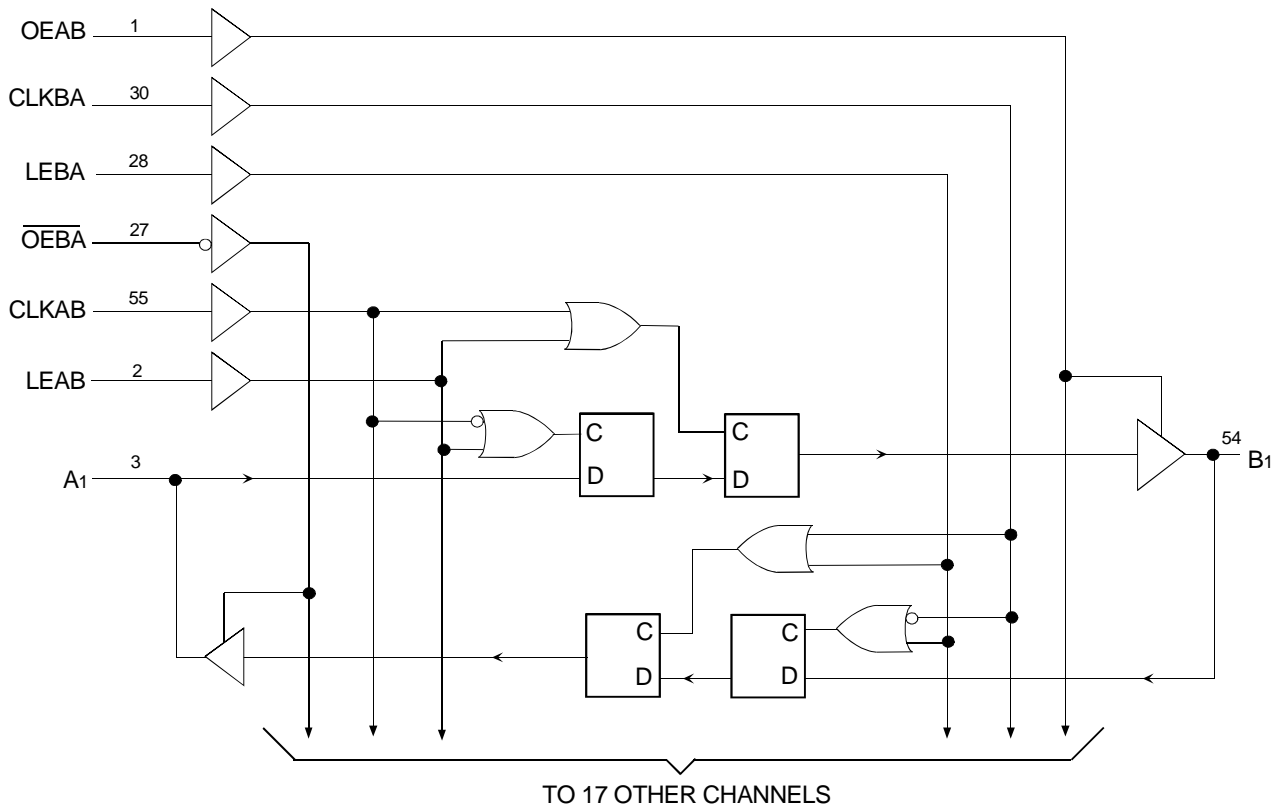 OEAB 1
CLKBA 30
LEBA 28
O̅E̅B̅A̅ 27
CLKAB 55
LEAB 2
A1 3
C
D
C
D
54
B1
C
D
C
D
TO 17 OTHER CHANNELS